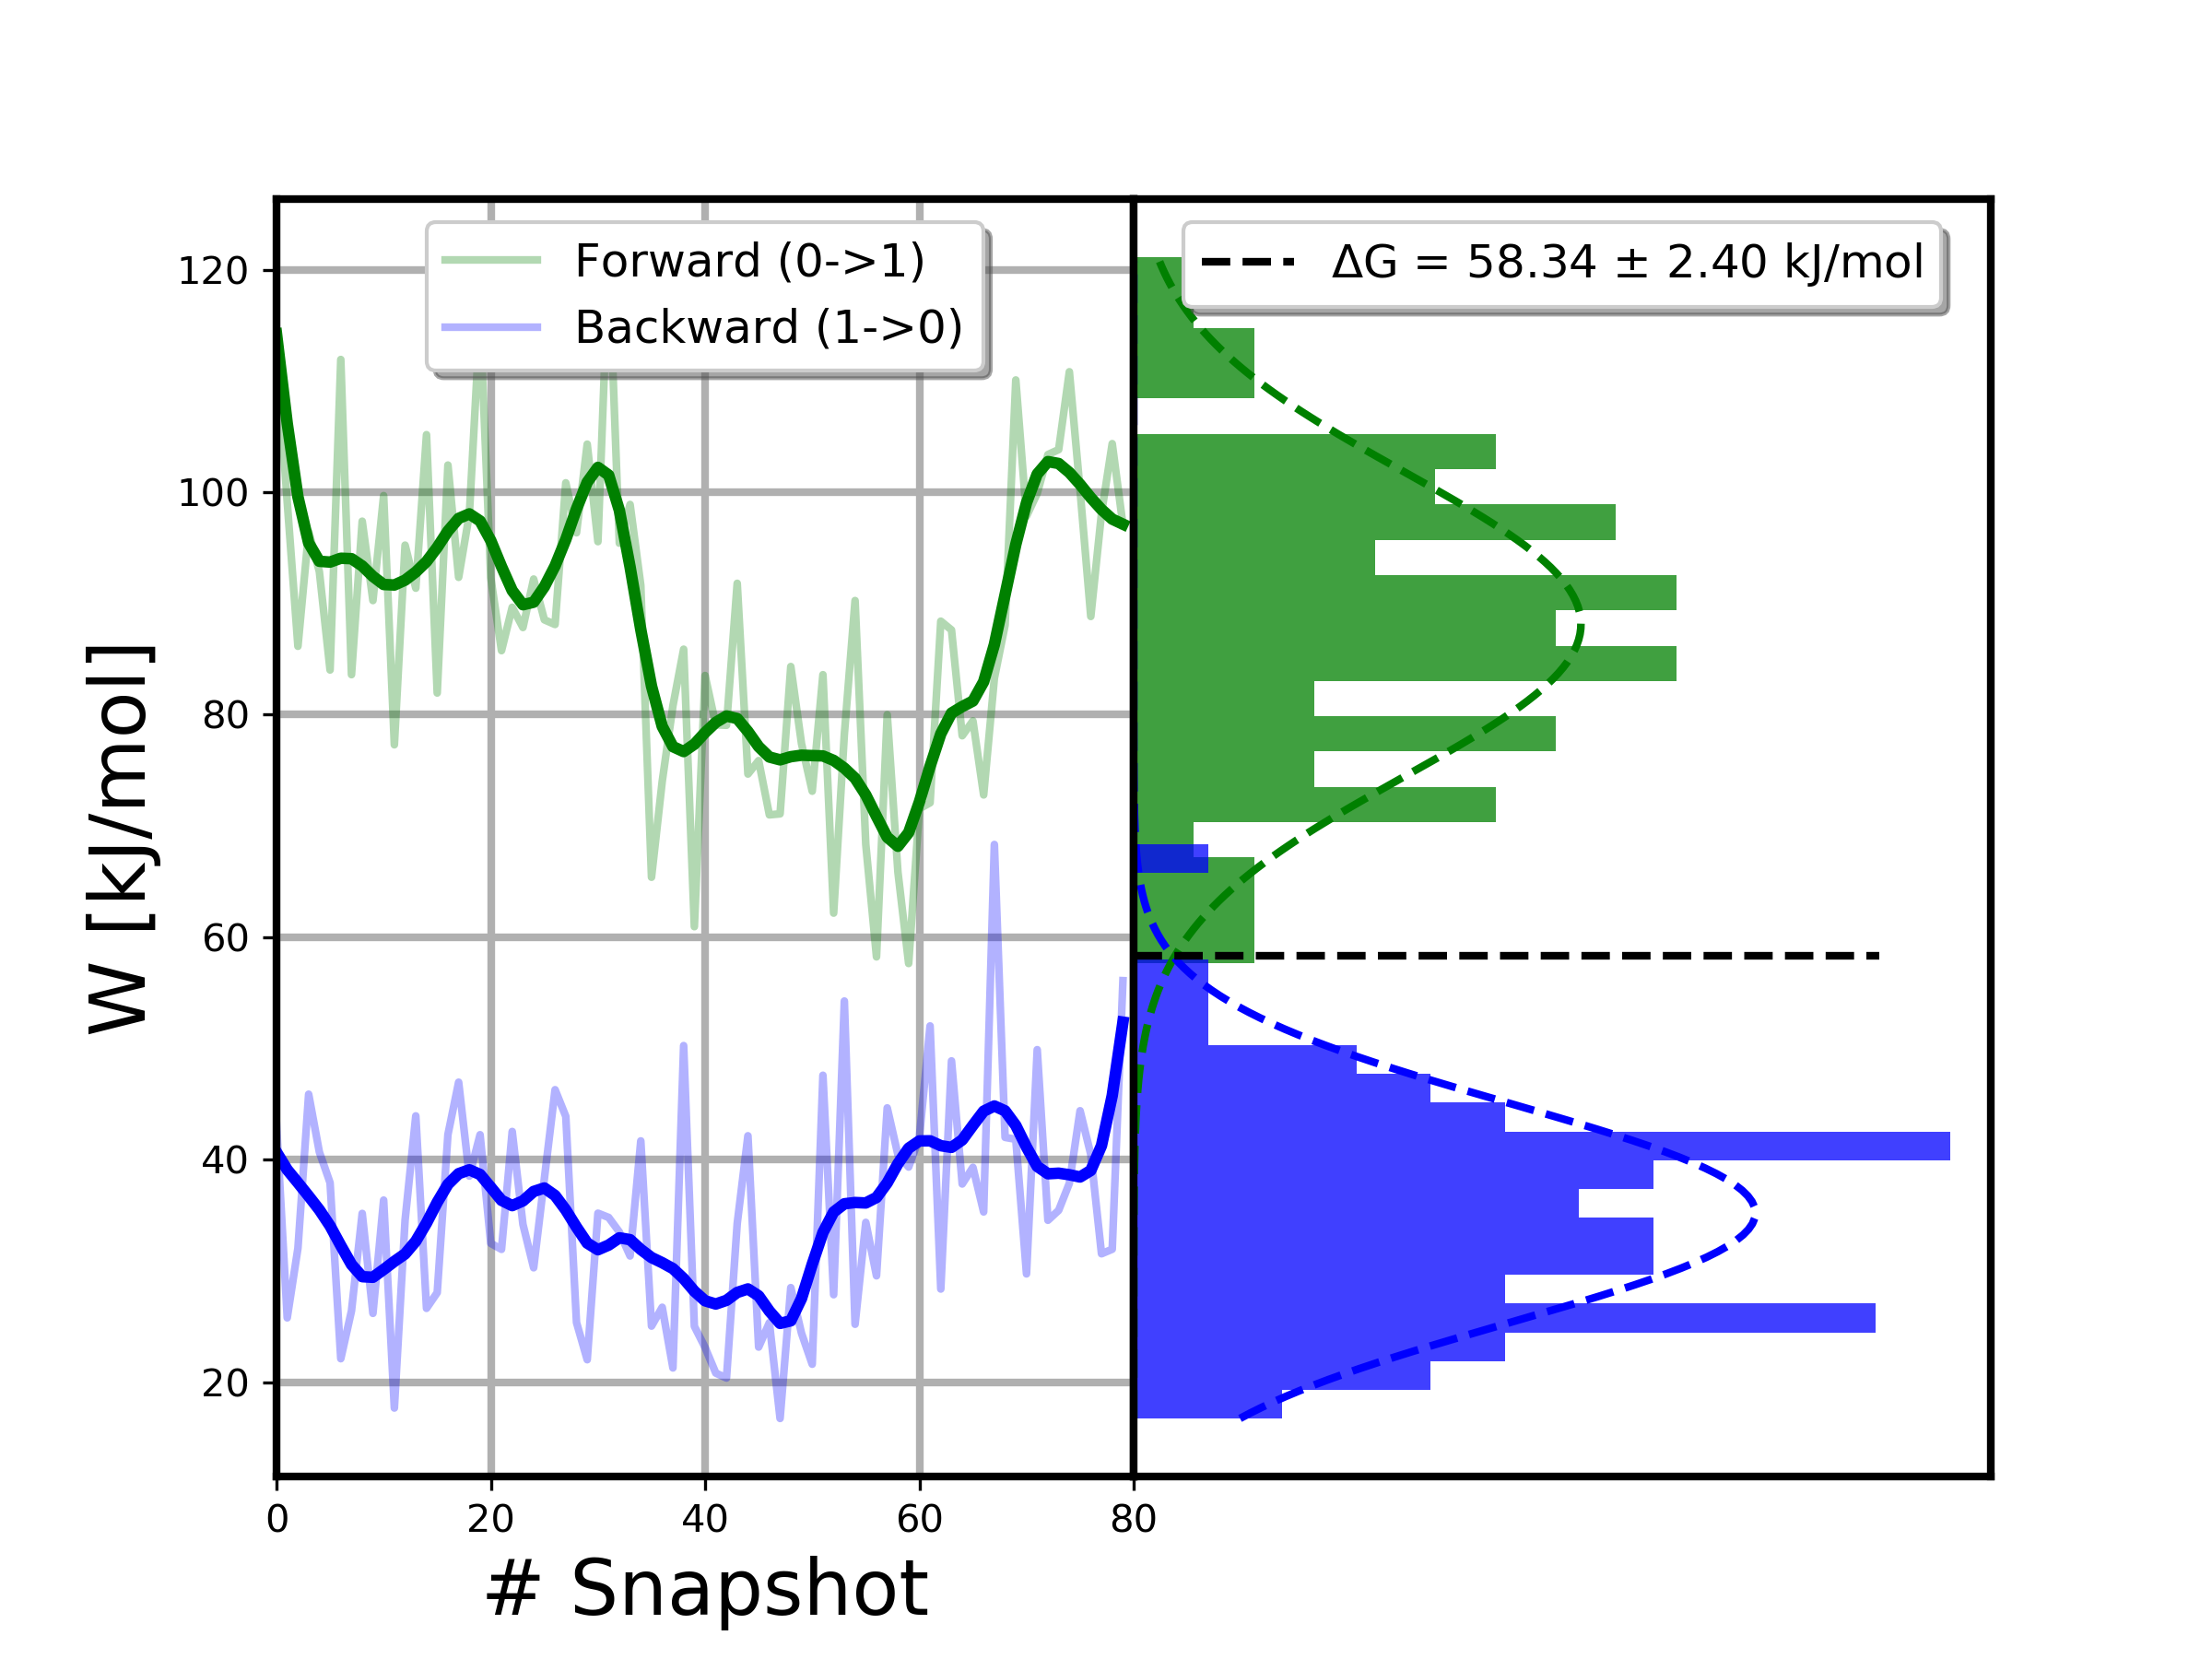 Forward (0->1)
Backward (1->0)
ΔG = 58.34 ± 2.40 kJ/mol
120
100
80
60
40
20
W [kJ/mol]
0 20 40 60 80
# Snapshot